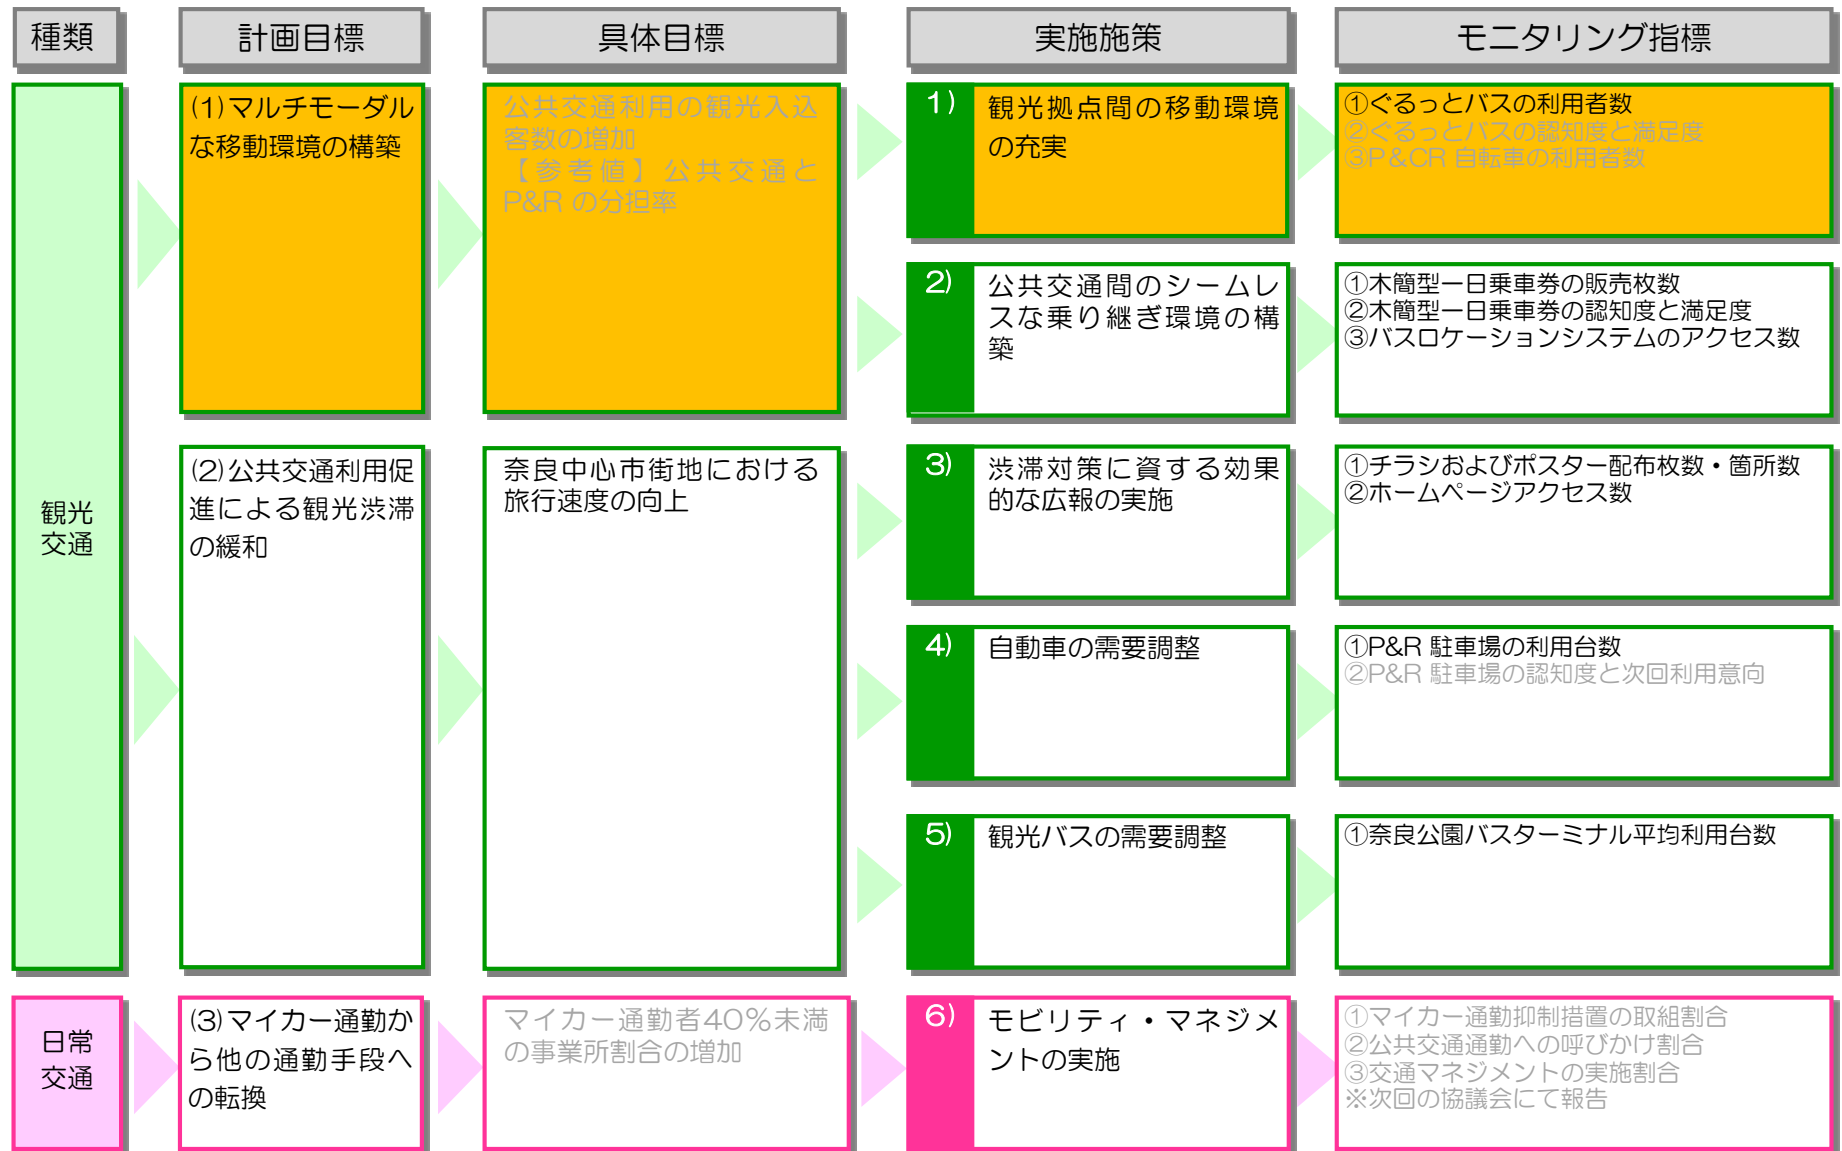 種類
計画目標
具体目標
実施施策
モニタリング指標
観光
交通
(1)マルチモーダル
な移動環境の構築
公共交通利用の観光入込
客数の増加
【参考値】公共交通と
P&R の分担率
1)
観光拠点間の移動環境
の充実
①ぐるっとバスの利用者数
②ぐるっとバスの認知度と満足度
③P&CR 自転車の利用者数
2)
公共交通間のシームレ
スな乗り継ぎ環境の構
築
①木簡型一日乗車券の販売枚数
②木簡型一日乗車券の認知度と満足度
③バスロケーションシステムのアクセス数
(2)公共交通利用促
進による観光渋滞
の緩和
奈良中心市街地における
旅行速度の向上
3)
渋滞対策に資する効果
的な広報の実施
①チラシおよびポスター配布枚数・箇所数
②ホームページアクセス数
4)
自動車の需要調整
①P&R 駐車場の利用台数
②P&R 駐車場の認知度と次回利用意向
5)
観光バスの需要調整
①奈良公園バスターミナル平均利用台数
日常
交通
(3)マイカー通勤か
ら他の通勤手段へ
の転換
マイカー通勤者40%未満
の事業所割合の増加
6)
モビリティ・マネジメ
ントの実施
①マイカー通勤抑制措置の取組割合
②公共交通通勤への呼びかけ割合
③交通マネジメントの実施割合
※次回の協議会にて報告